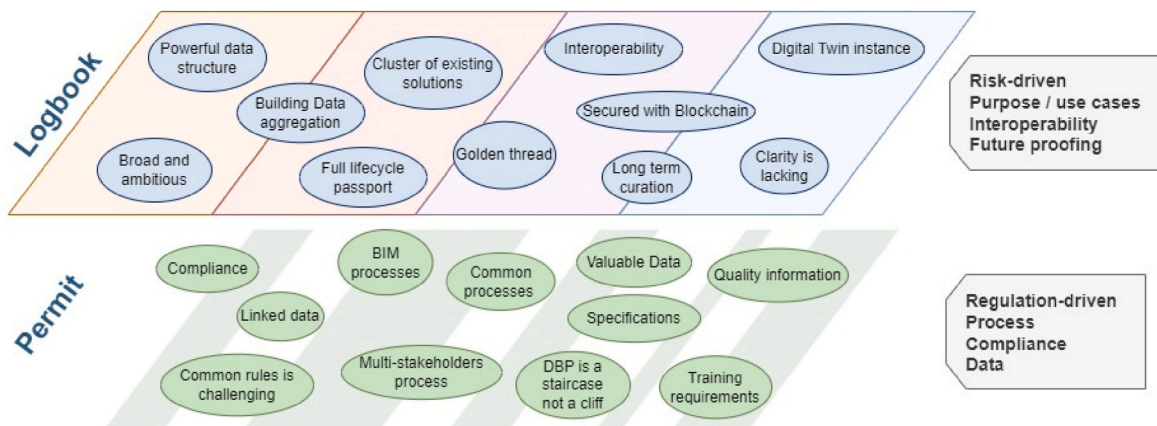 Logbook
Powerful data
structure
Cluster of existing
solutions
Interoperability
Digital Twin instance
Building Data
aggregation
Secured with Blockchain
Broad and
ambitious
Full lifecycle
passport
Golden thread
Long term
curation
Clarity is
lacking
Risk-driven
Purpose / use cases
Interoperability
Future proofing
Permit
Compliance
BIM
processes
Common
processes
Valuable Data
Quality information
Linked data
Specifications
Common rules is
challenging
Multi-stakeholders
process
DBP is a
staircase
not a cliff
Training
requirements
Regulation-driven
Process
Compliance
Data